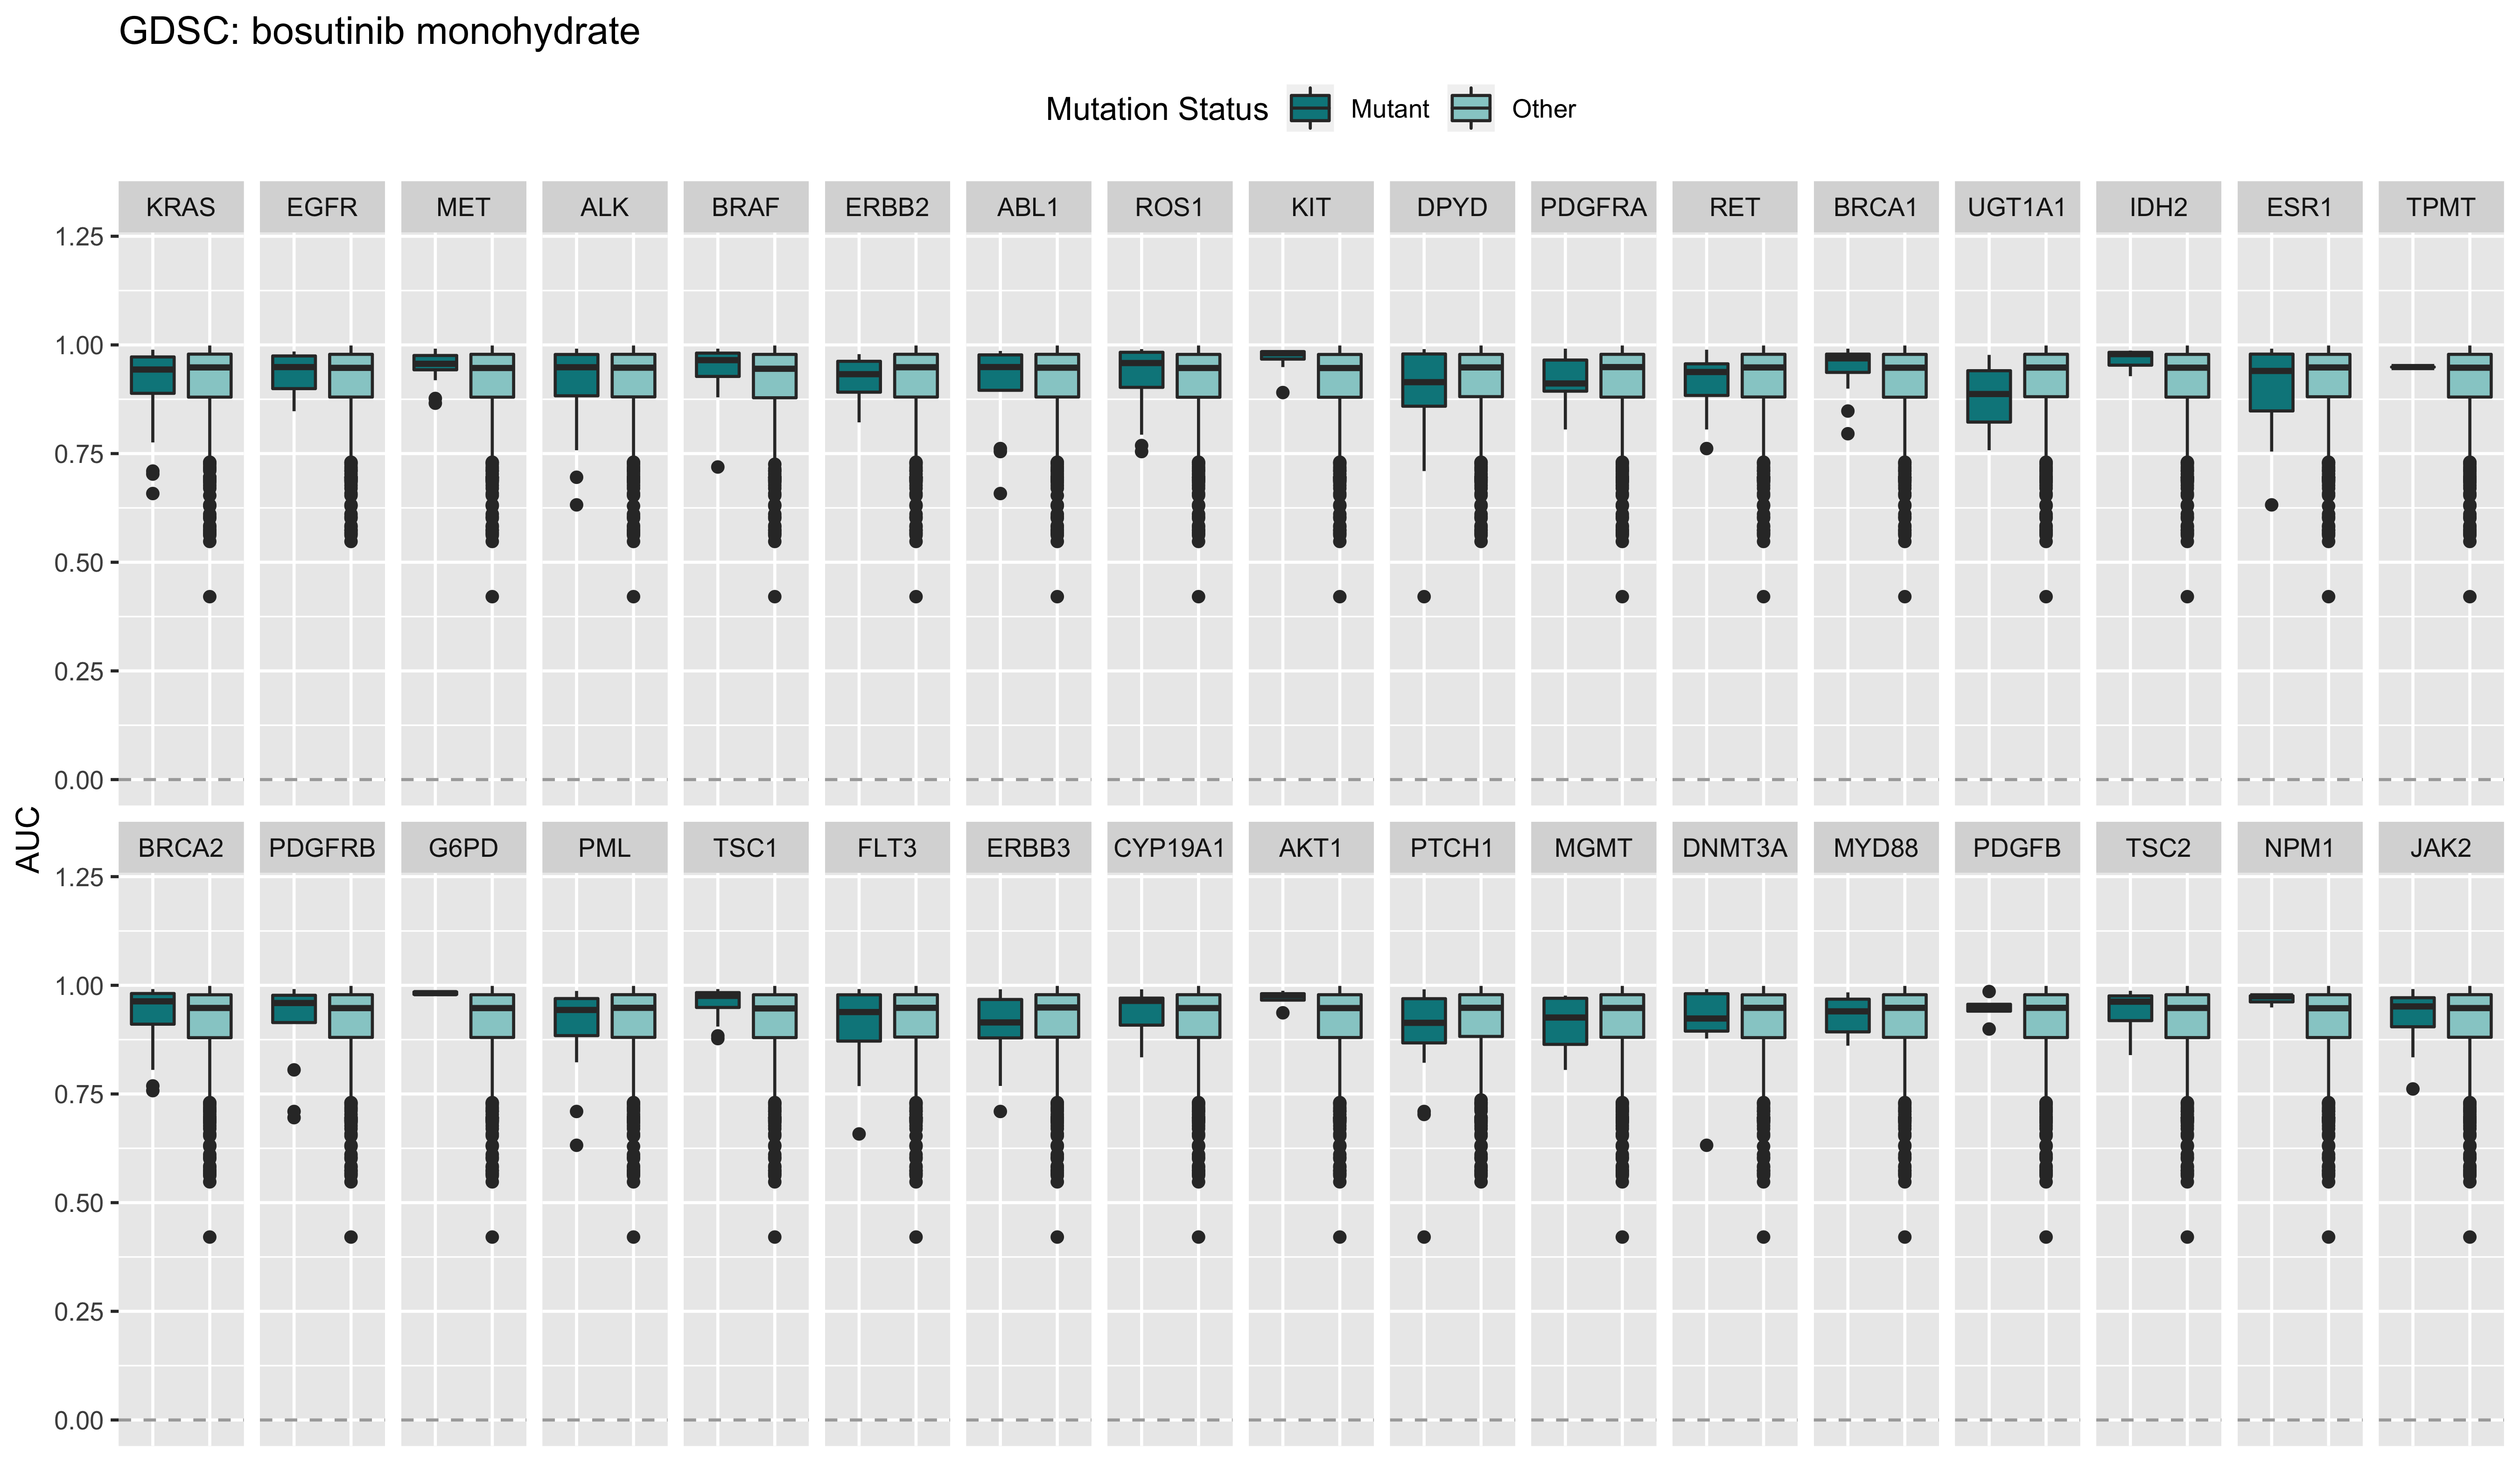 GDSC: bosutinib monohydrate
Mutation Status Mutant Other
KRAS EGFR MET ALK BRAF ERBB2 ABL1 ROS1 KIT DPYD PDGFRA RET BRCA1 UGT1A1 IDH2 ESR1 TPMT
1.25
1.00
0.75
0.50
0.25
0.00
AUC
BRCA2 PDGFRB G6PD PML TSC1 FLT3 ERBB3 CYP19A1 AKT1 PTCH1 MGMT DNMT3A MYD88 PDGFB TSC2 NPM1 JAK2
1.25
1.00
0.75
0.50
0.25
0.00